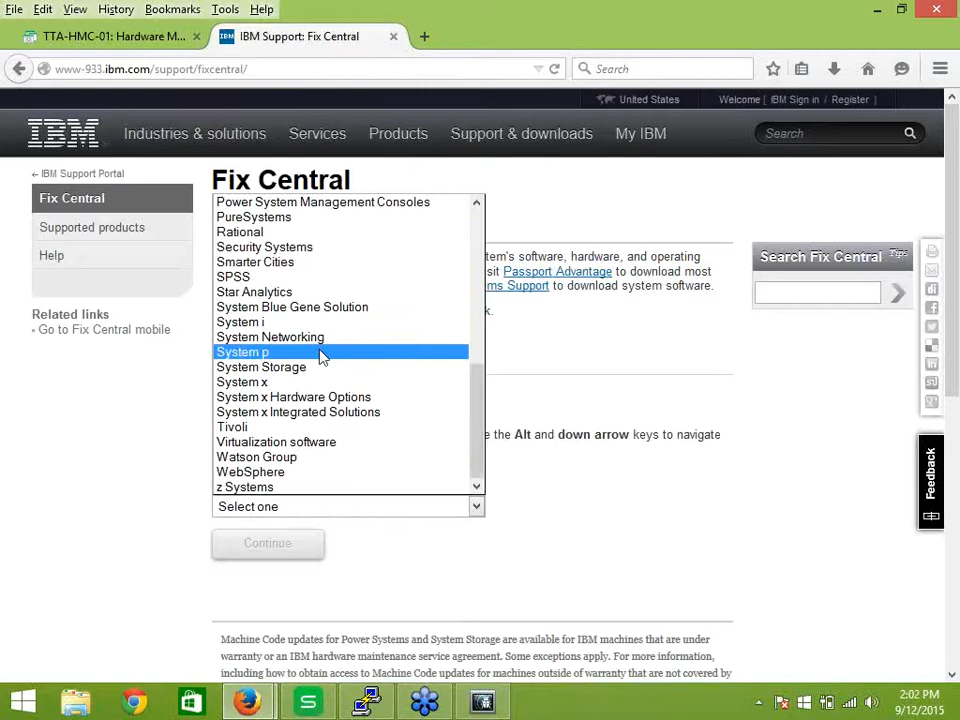 File Edit View History Bookmarks Tools Help
TTA-HMC-01: Hardware M...
IBM Support: Fix Central
www-933.ibm.com/support/fixcentral/
Search
United States
Welcome [ IBM Sign in / Register ]
IBM
Industries & solutions
Services
Products
Support & downloads
My IBM
Search
IBM Support Portal
Fix Central
Supported products
Help
Related links
Go to Fix Central mobile
Fix Central
Power System Management Consoles
PureSystems
Rational
Security Systems
Smarter Cities
SPSS
Star Analytics
System Blue Gene Solution
System i
System Networking
System p
System Storage
System x
System x Hardware Options
System x Integrated Solutions
Tivoli
Virtualization software
Watson Group
WebSphere
z Systems
Select one
Continue
em's software, hardware, and operating
sit Passport Advantage to download most
ms Support to download system software.
k.
e the Alt and down arrow keys to navigate
Search Fix Central Tips
Feedback
Machine Code updates for Power Systems and System Storage are available for IBM machines that are under
warranty or an IBM hardware maintenance service agreement. Some exceptions apply. For more information,
including how to obtain access to Machine Code updates for machines outside of warranty that are not covered by
2:02 PM
9/12/2015